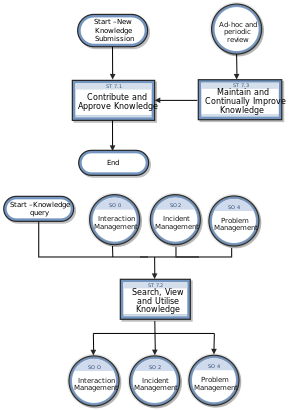 Start –New
Knowledge
Submission
Ad-hoc and
periodic
review
ST 7.1
Contribute and
Approve Knowledge
ST 7.3
Maintain and
Continually Improve
Knowledge
End
Start –Knowledge
query
SO 0
Interaction
Management
SO 2
Incident
Management
SO 4
Problem
Management
ST 7.2
Search, View
and Utilise
Knowledge
SO 0
Interaction
Management
SO 2
Incident
Management
SO 4
Problem
Management